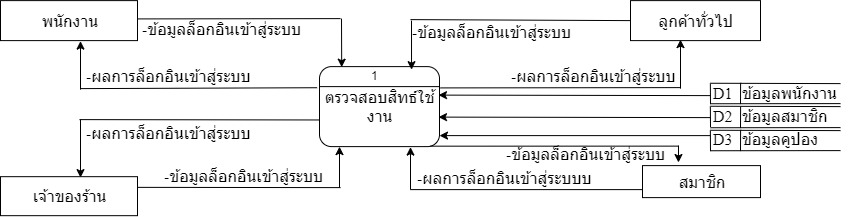 พนักงาน
ลูกค้าทั่วไป
-ข้อมูลล็อกอินเข้าสู่ระบบ
-ข้อมูลล็อกอินเข้าสู่ระบบ
-ผลการล็อกอินเข้าสู่ระบบ
1
-ผลการล็อกอินเข้าสู่ระบบ
ตรวจสอบสิทธ์ใช้
งาน
D1 ข้อมูลพนักงาน
D2 ข้อมูลสมาชิก
D3 ข้อมูลคูปอง
-ผลการล็อกอินเข้าสู่ระบบ
-ข้อมูลล็อกอินเข้าสู่ระบบ
-ข้อมูลล็อกอินเข้าสู่ระบบ
-ผลการล็อกอินเข้าสู่ระบบบ
เจ้าของร้าน
สมาชิก